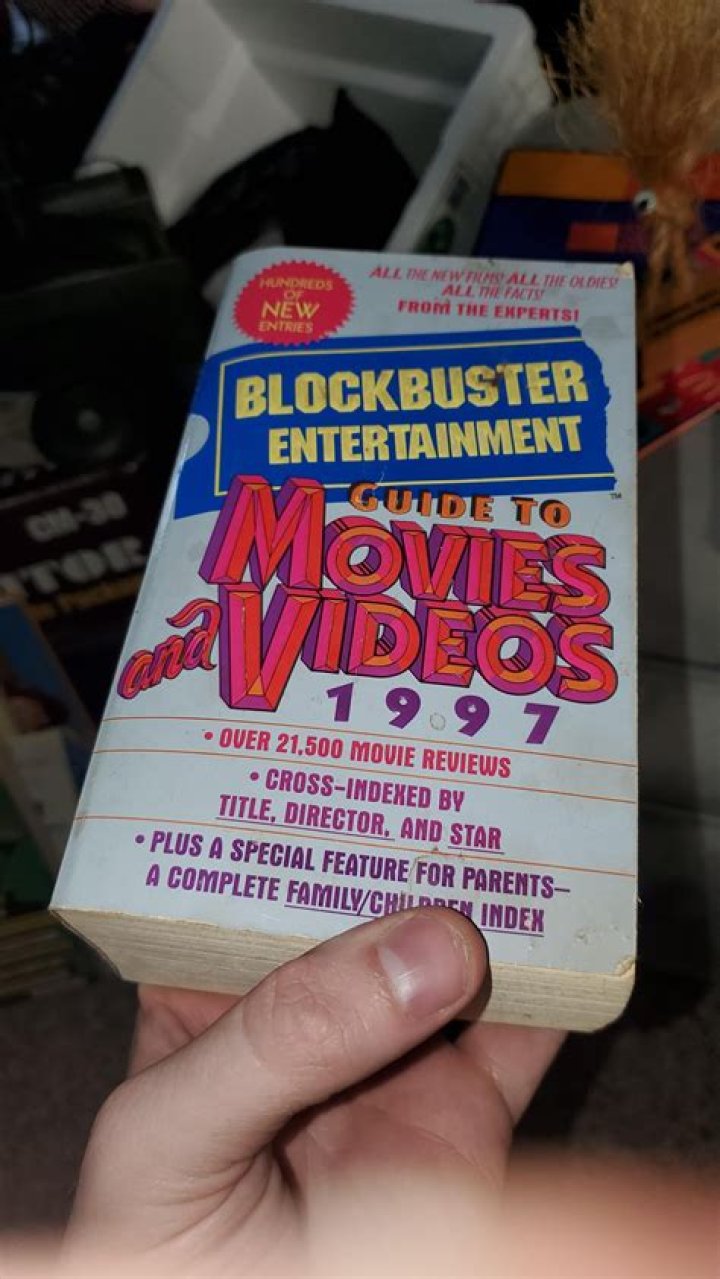 HUNDREDS
OF
NEW
ENTRIES
ALL THE NEW FILMS! ALL THE OLDIES!
ALL THE FACTS!
FROM THE EXPERTS!
BLOCKBUSTER
ENTERTAINMENT
™
GUIDE TO
MOVIES
and VIDEOS
1997
• OVER 21,500 MOVIE REVIEWS
• CROSS-INDEXED BY
TITLE, DIRECTOR, AND STAR
• PLUS A SPECIAL FEATURE FOR PARENTS—
A COMPLETE FAMILY/CHILDREN INDEX